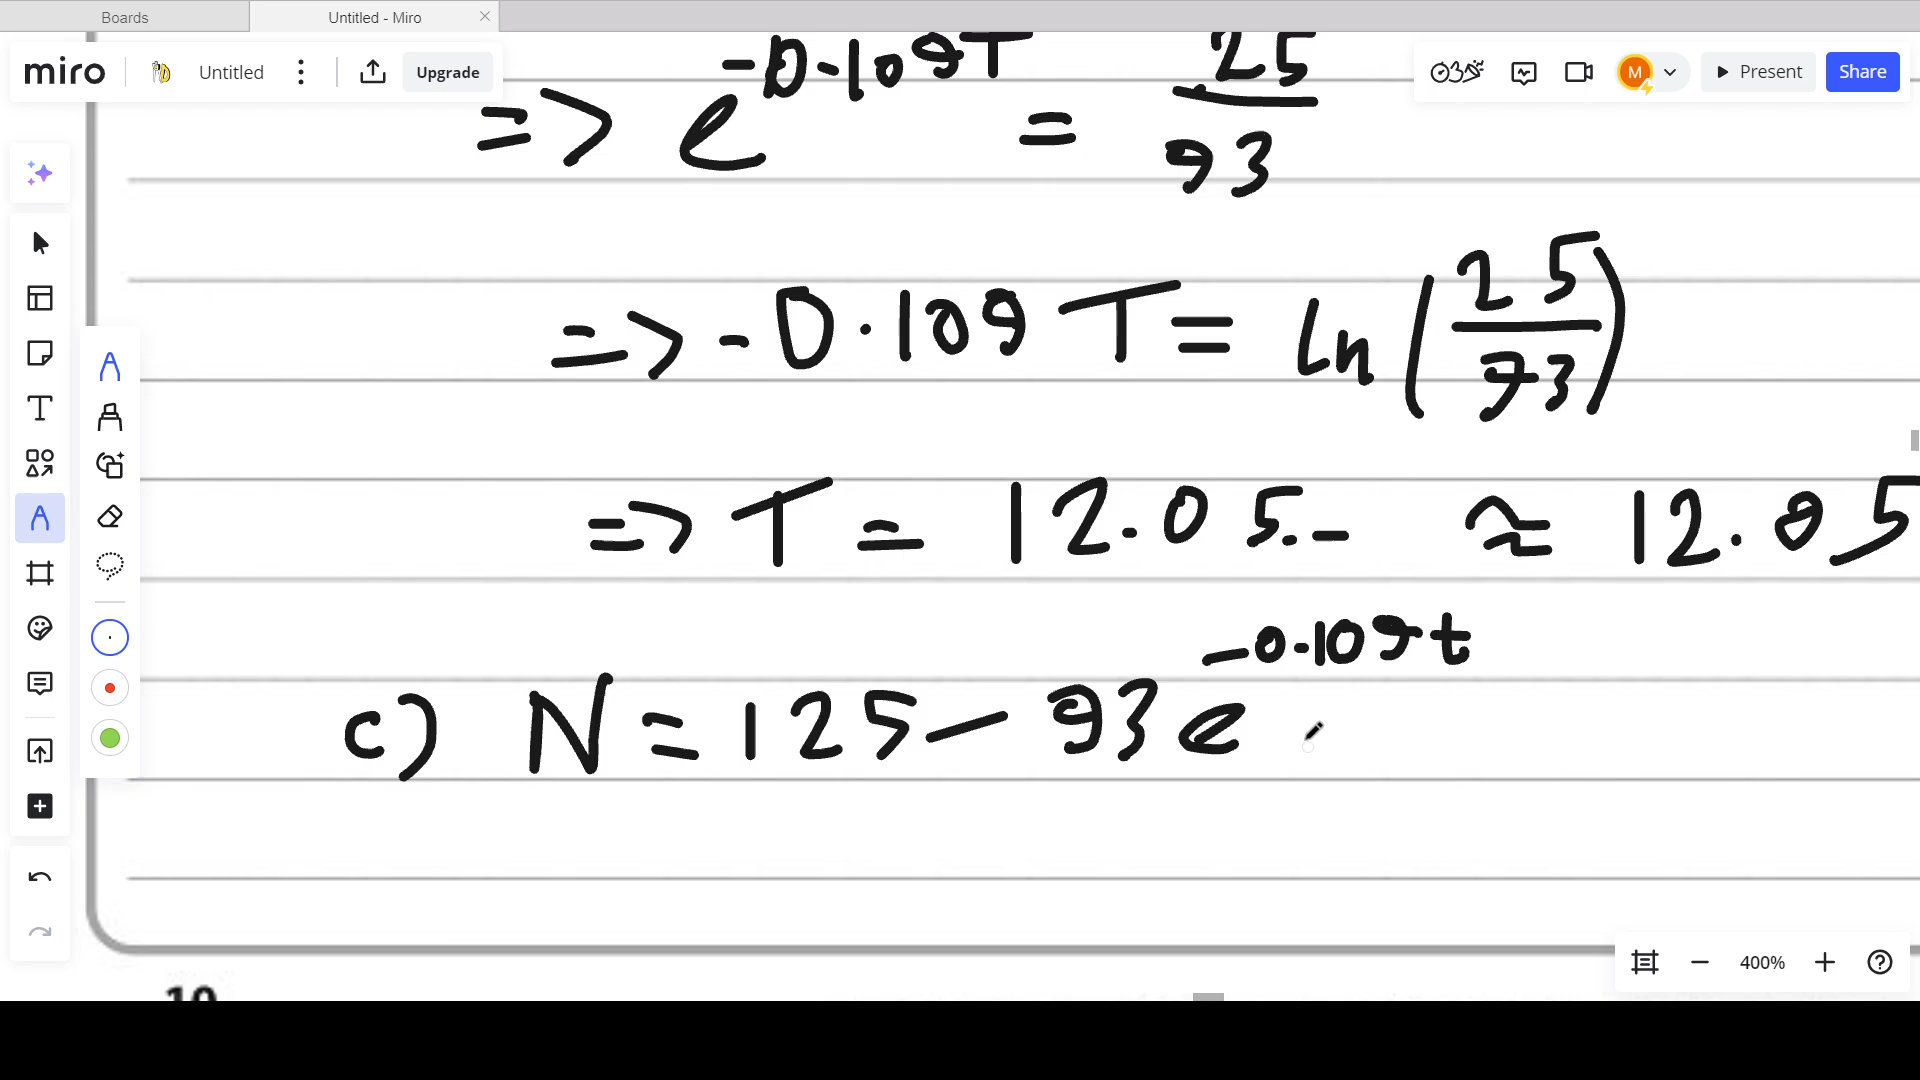 Boards
Untitled - Miro
miro Untitled Upgrade
M Present Share
=> e^{-0.109T} = 25/93
=> -0.109 T = ln(25/93)
=> T = 12.05.- ≈ 12.05
c) N = 125 - 93e^{-0.109t}
400%